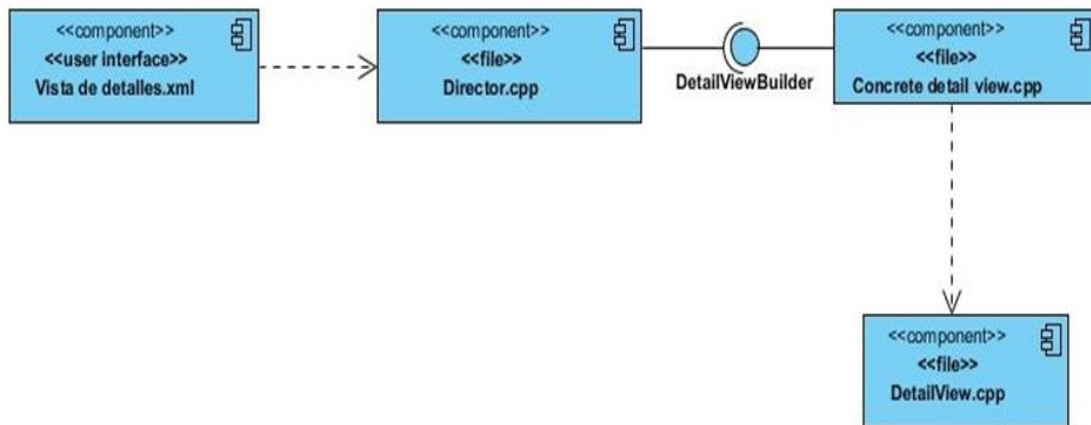 <<component>>
<<user interface>>
Vista de detalles.xml
<<component>>
<<file>>
Director.cpp
DetailViewBuilder
<<component>>
<<file>>
Concrete detail view.cpp
<<component>>
<<file>>
DetailView.cpp